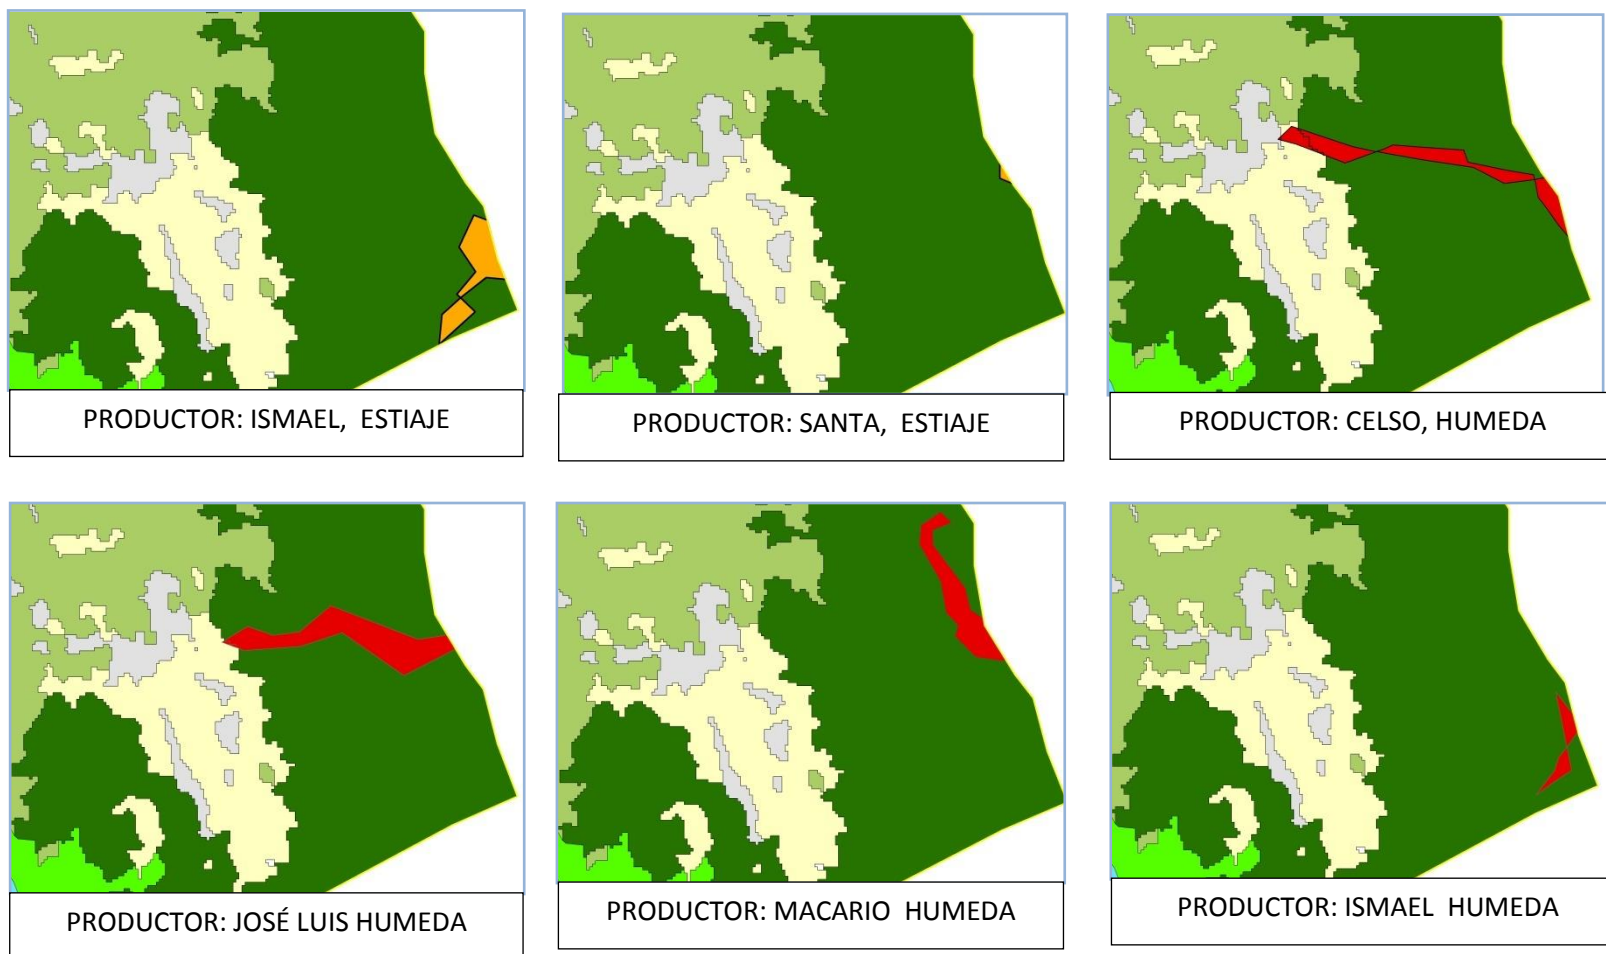 PRODUCTOR: ISMAEL, ESTIAJE
PRODUCTOR: SANTA, ESTIAJE
PRODUCTOR: CELSO, HUMEDA
PRODUCTOR: JOSÉ LUIS HUMEDA
PRODUCTOR: MACARIO HUMEDA
PRODUCTOR: ISMAEL HUMEDA